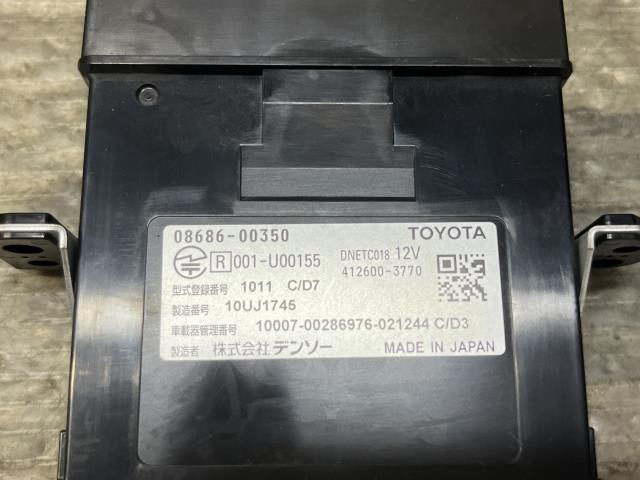 08686-00350 TOYOTA
R 001-U00155 DNETC018 12V
412600-3770
型式登録番号 1011 C/D7
製造番号 10UJ1745
車載器管理番号 10007-00286976-021244 C/D3
製造者 株式会社デンソー MADE IN JAPAN